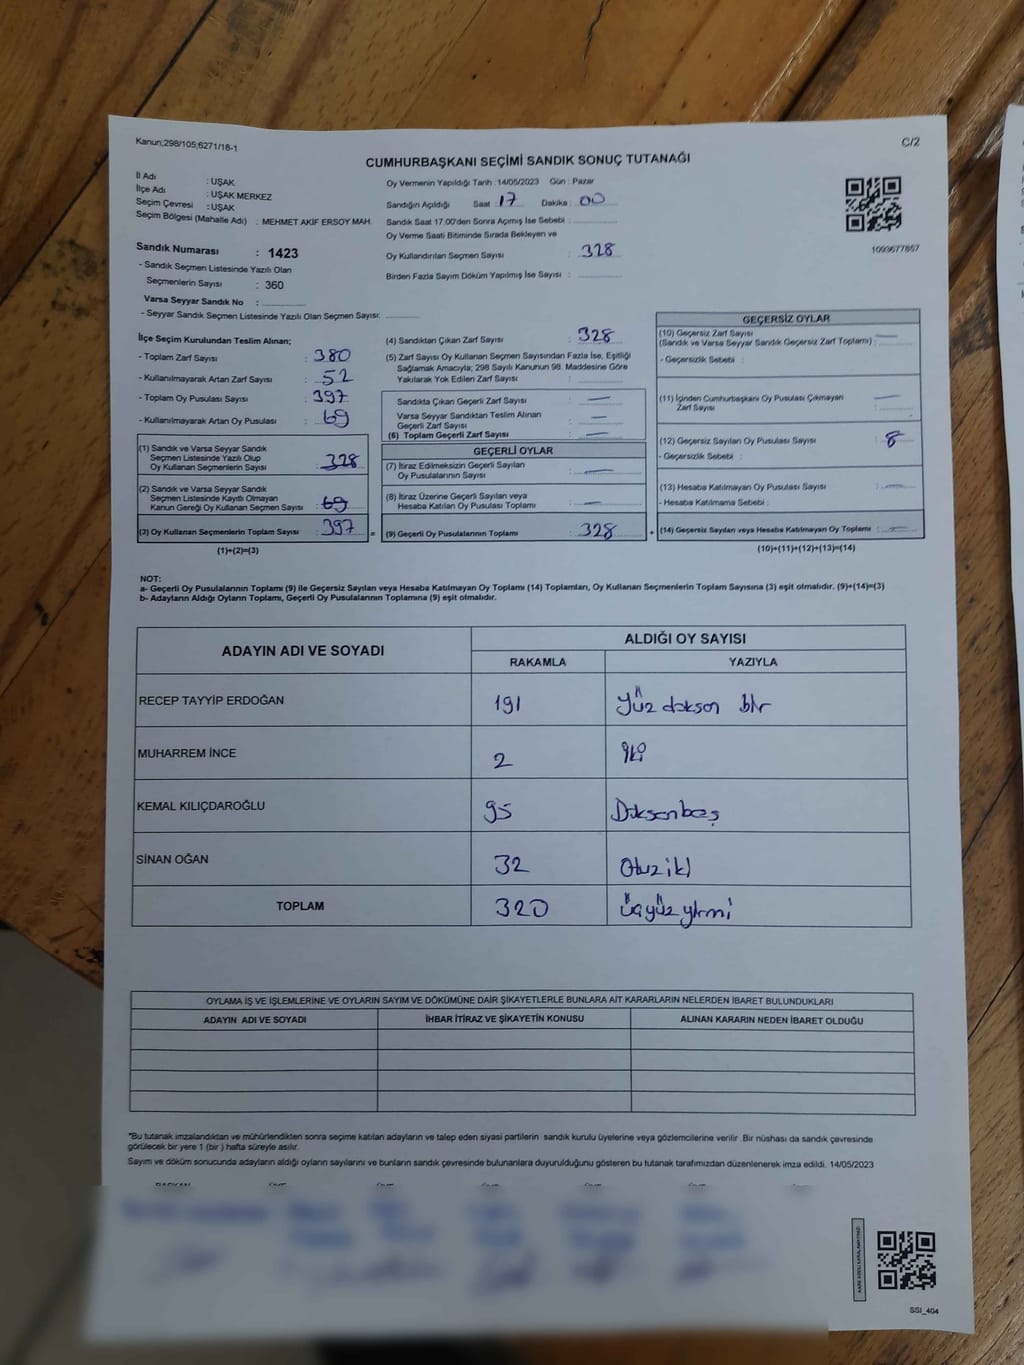 Kanun;298/105;6271/18-1
C/2
CUMHURBAŞKANI SEÇİMİ SANDIK SONUÇ TUTANAĞI
İl Adı : UŞAK
İlçe Adı : UŞAK MERKEZ
Seçim Çevresi : UŞAK
Seçim Bölgesi (Mahalle Adı) : MEHMET AKİF ERSOY MAH.
Sandık Numarası : 1423
- Sandık Seçmen Listesinde Yazılı Olan
Seçmenlerin Sayısı : 360
Varsa Seyyar Sandık No :
- Seyyar Sandık Seçmen Listesinde Yazılı Olan Seçmen Sayısı:
Oy Vermenin Yapıldığı Tarih : 14/05/2023 Gün : Pazar
Sandığın Açıldığı Saat : 17 Dakika : 00
Sandık Saat 17.00'den Sonra Açımış İse Sebebi :
Oy Verme Saati Bitiminde Sırada Bekleyen ve
Oy Kullandırılan Seçmen Sayısı : 328
Birden Fazla Sayım Döküm Yapılmış İse Sayısı :
1093677857
İlçe Seçim Kurulundan Teslim Alınan;
- Toplam Zarf Sayısı : 380
- Kullanılmayarak Artan Zarf Sayısı : 52
- Toplam Oy Pusulası Sayısı : 397
- Kullanılmayarak Artan Oy Pusulası : 69
(1) Sandık ve Varsa Seyyar Sandık
Seçmen Listesinde Yazılı Olup
Oy Kullanan Seçmenlerin Sayısı : 328
(2) Sandık ve Varsa Seyyar Sandık
Seçmen Listesinde Kayıtlı Olmayan
Kanun Gereği Oy Kullanan Seçmen Sayısı : 69
(3) Oy Kullanan Seçmenlerin Toplam Sayısı : 397
(1)+(2)=(3)
(4) Sandıktan Çıkan Zarf Sayısı : 328
(5) Zarf Sayısı Oy Kullanan Seçmen Sayısından Fazla İse, Eşitliği
Sağlamak Amacıyla; 298 Sayılı Kanunun 98. Maddesine Göre
Yakılarak Yok Edilen Zarf Sayısı :
Sandıkta Çıkan Geçerli Zarf Sayısı : —
Varsa Seyyar Sandıktan Teslim Alınan
Geçerli Zarf Sayısı : —
(6) Toplam Geçerli Zarf Sayısı : —
GEÇERLİ OYLAR
(7) İtiraz Edilmeksizin Geçerli Sayılan
Oy Pusulalarının Sayısı : —
(8) İtiraz Üzerine Geçerli Sayılan veya
Hesaba Katılan Oy Pusulası Toplamı : —
= (9) Geçerli Oy Pusulalarının Toplamı : 328 +
GEÇERSİZ OYLAR
(10) Geçersiz Zarf Sayısı
(Sandık ve Varsa Seyyar Sandık Geçersiz Zarf Toplamı) : —
- Geçersizlik Sebebi :
(11) İçinden Cumhurbaşkanı Oy Pusulası Çıkmayan
Zarf Sayısı : —
(12) Geçersiz Sayılan Oy Pusulası Sayısı : 8
- Geçersizlik Sebebi :
(13) Hesaba Katılmayan Oy Pusulası Sayısı : —
- Hesaba Katılmama Sebebi :
(14) Geçersiz Sayılan veya Hesaba Katılmayan Oy Toplamı : —
(10)+(11)+(12)+(13)=(14)
NOT:
a- Geçerli Oy Pusulalarının Toplamı (9) ile Geçersiz Sayılan veya Hesaba Katılmayan Oy Toplamı (14) Toplamları, Oy Kullanan Seçmenlerin Toplam Sayısına (3) eşit olmalıdır. (9)+(14)=(3)
b- Adayların Aldığı Oyların Toplamı, Geçerli Oy Pusulalarının Toplamına (9) eşit olmalıdır.
ADAYIN ADI VE SOYADI
ALDIĞI OY SAYISI
RAKAMLA YAZIYLA
RECEP TAYYİP ERDOĞAN 191 Yüz doksan bir
MUHARREM İNCE 2 İki
KEMAL KILIÇDAROĞLU 95 Doksanbeş
SİNAN OĞAN 32 Otuziki
TOPLAM 320 üçyüzyirmi
OYLAMA İŞ VE İŞLEMLERİNE VE OYLARIN SAYIM VE DÖKÜMÜNE DAİR ŞİKAYETLERLE BUNLARA AİT KARARLARIN NELERDEN İBARET BULUNDUKLARI
ADAYIN ADI VE SOYADI İHBAR İTİRAZ VE ŞİKAYETİN KONUSU ALINAN KARARIN NEDEN İBARET OLDUĞU
"Bu tutanak imzalandıktan ve mühürlendikten sonra seçime katılan adayların ve talep eden siyasi partilerin sandık kurulu üyelerine veya gözlemcilerine verilir. Bir nüshası da sandık çevresinde
görülecek bir yere 1 (bir) hafta süreyle asılır.
Sayım ve döküm sonucunda adayların aldığı oyların sayılarını ve bunların sandık çevresinde bulunanlara duyurulduğunu gösteren bu tutanak tarafımızdan düzenlenerek imza edildi. 14/05/2023
SSI_404